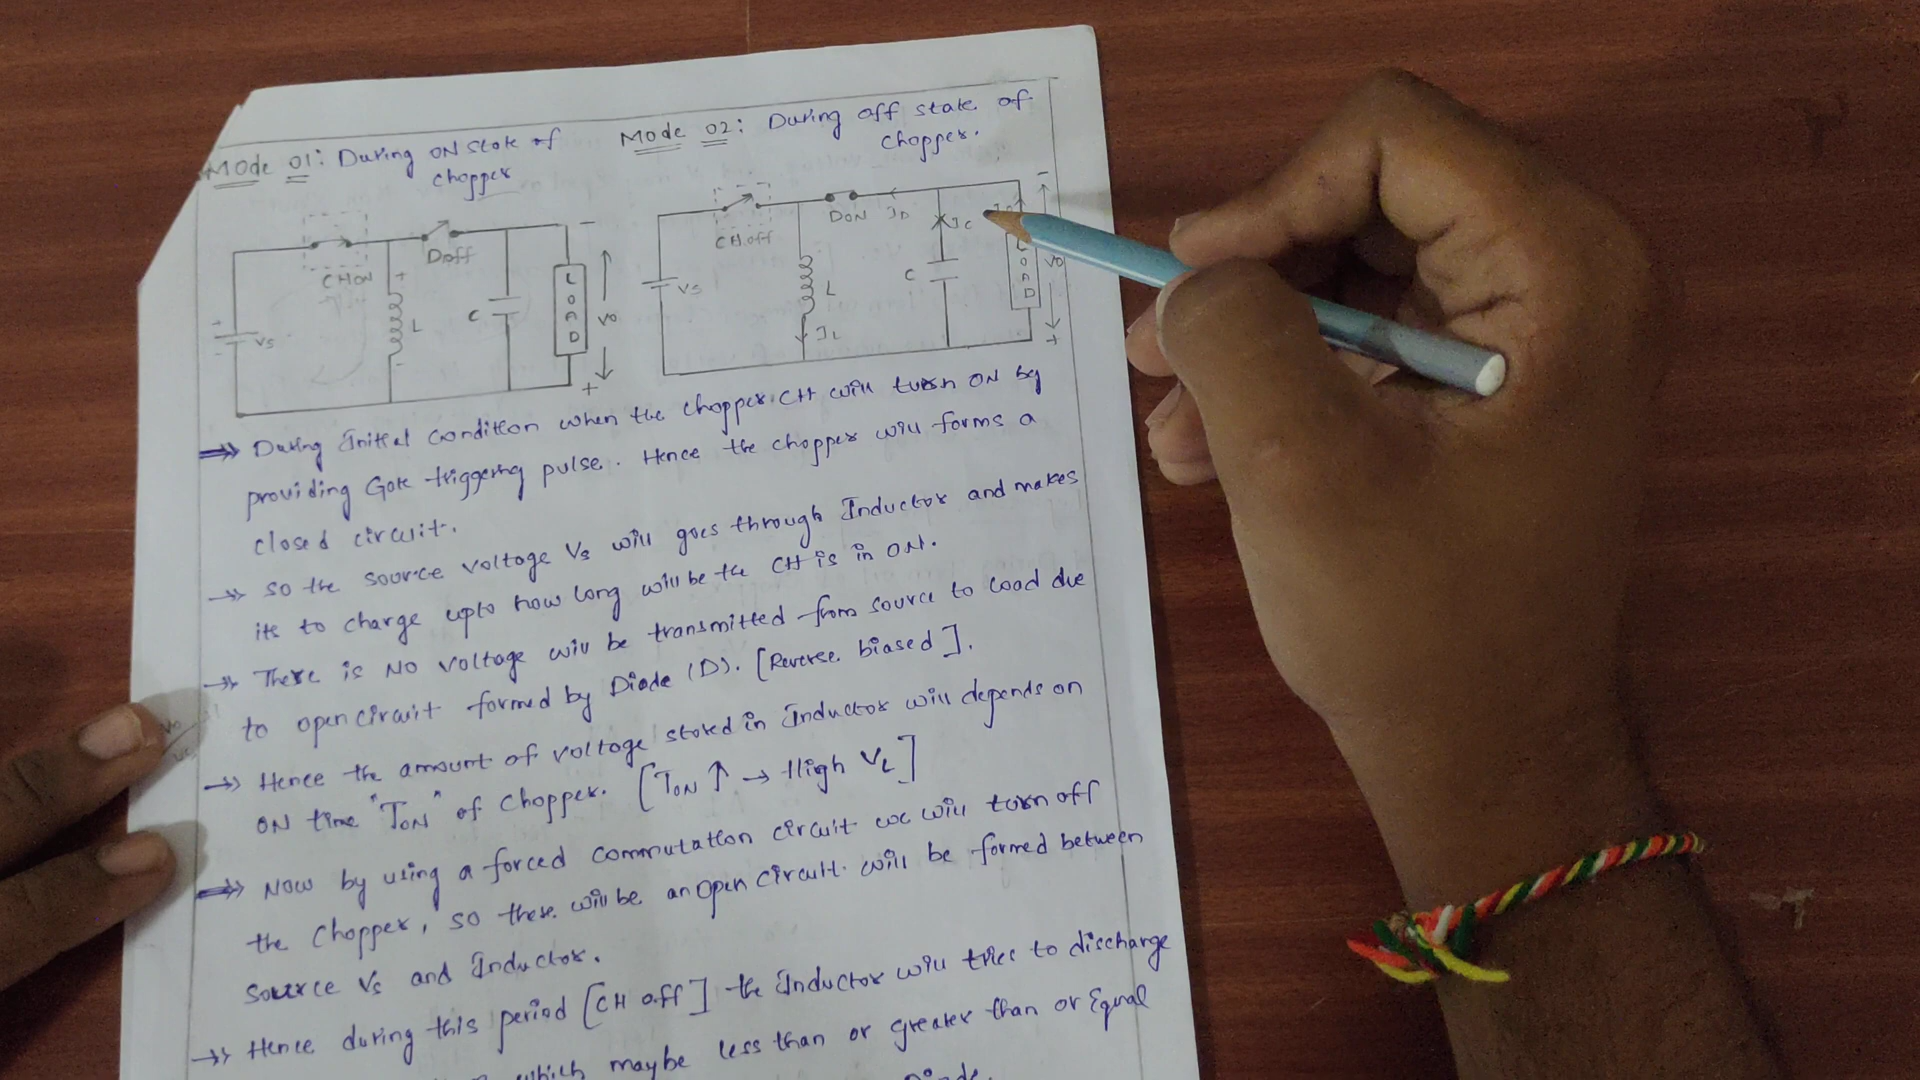 Mode 01: During ON state of
chopper
Mode 02: During off state of
chopper.
CH ON
D off
+
L
-
+
-
Vs
C
LOAD
-
Vo
+
CH off
D ON
ID
IC
Vs
L
IL
C
LOAD
-
Vo
+
⇒ During Initial condition when the chopper CH will turn ON by
providing Gate triggering pulse. Hence the chopper will forms a
closed circuit.
→ so the source voltage Vs will goes through Inductor and makes
its to charge upto how long will be the CH is in ON.
→ There is NO voltage will be transmitted from source to load due
to open circuit formed by Diode (D). [Reverse biased].
→ Hence the amount of voltage stored in Inductor will depends on
ON time "TON" of chopper. [TON ↑ → High VL]
⇒ Now by using a forced commutation circuit we will turn off
the chopper, so there will be an open circuit. will be formed between
source Vs and Inductor.
→ Hence during this period [CH off] the Inductor will tries to discharge
which maybe less than or greater than or Equal